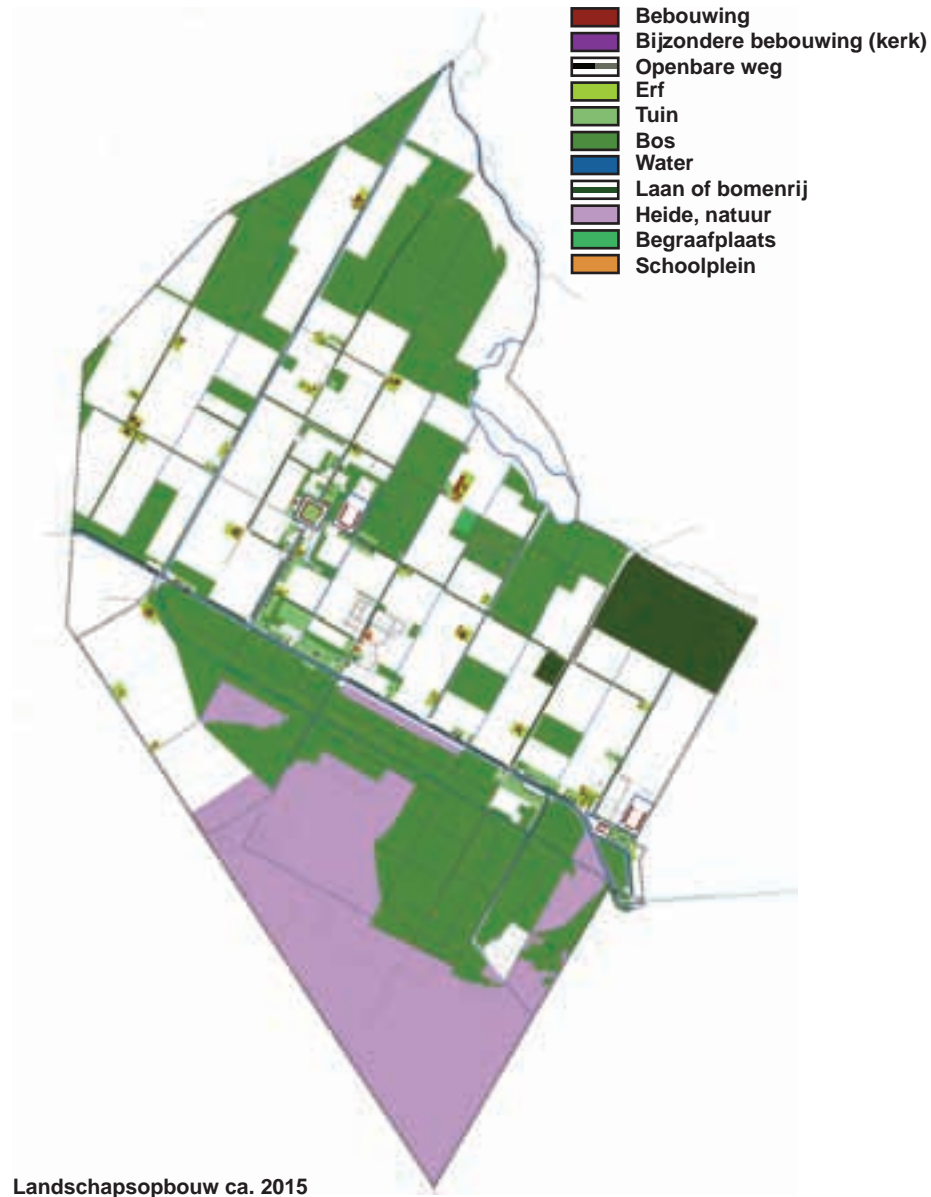 Bebouwing
Bijzondere bebouwing (kerk)
Openbare weg
Erf
Tuin
Bos
Water
Laan of bomenrij
Heide, natuur
Begraafplaats
Schoolplein
Landschapsopbouw ca. 2015